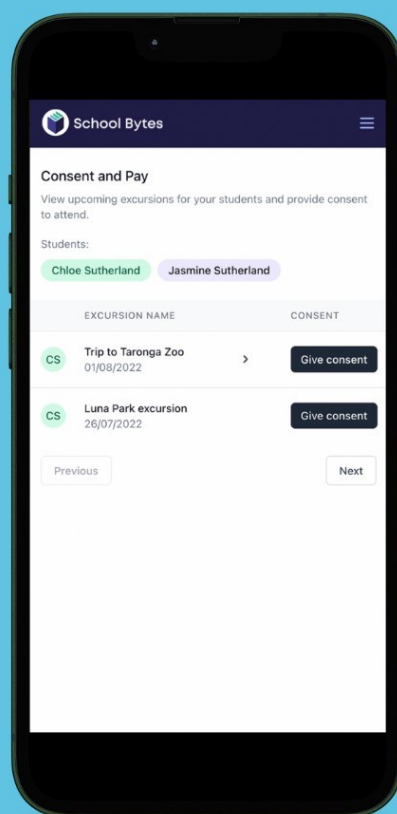 School Bytes
Consent and Pay
View upcoming excursions for your students and provide consent
to attend.
Students:
Chloe Sutherland Jasmine Sutherland
EXCURSION NAME CONSENT
CS Trip to Taronga Zoo > Give consent
01/08/2022
CS Luna Park excursion Give consent
26/07/2022
Previous Next